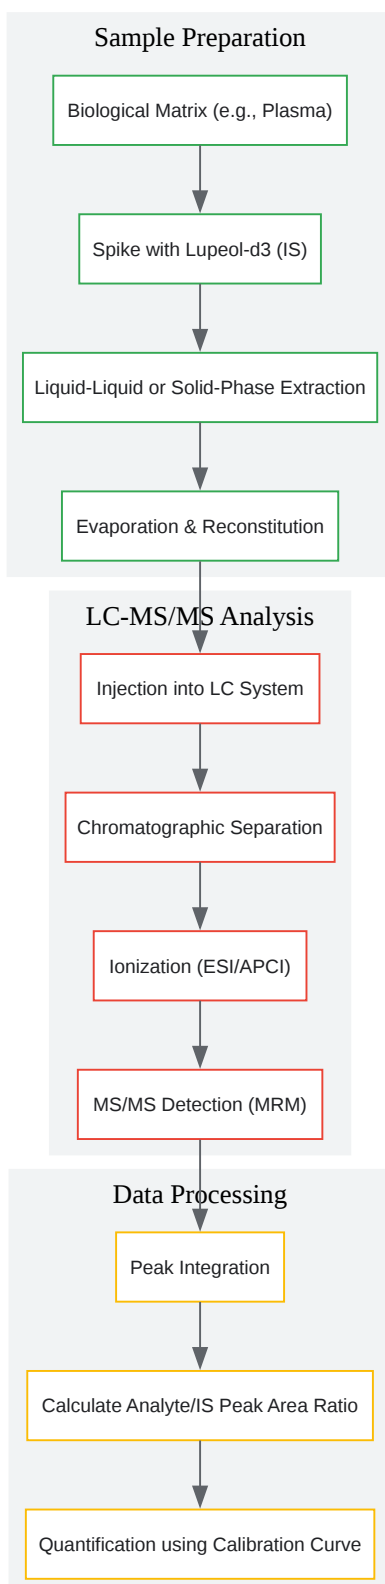 Sample Preparation
Biological Matrix (e.g., Plasma)
Spike with Lupeol-d3 (IS)
Liquid-Liquid or Solid-Phase Extraction
Evaporation & Reconstitution
LC-MS/MS Analysis
Injection into LC System
Chromatographic Separation
Ionization (ESI/APCI)
MS/MS Detection (MRM)
Data Processing
Peak Integration
Calculate Analyte/IS Peak Area Ratio
Quantification using Calibration Curve